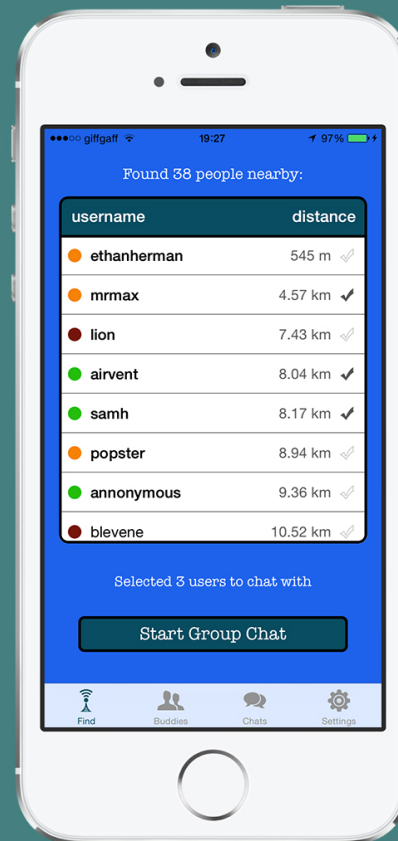 giffgaff 19:27 97%
Found 38 people nearby:
username distance
ethanherman 545 m
mrmax 4.57 km
lion 7.43 km
airvent 8.04 km
samh 8.17 km
popster 8.94 km
annonymous 9.36 km
blevene 10.52 km
Selected 3 users to chat with
Start Group Chat
Find Buddies Chats Settings